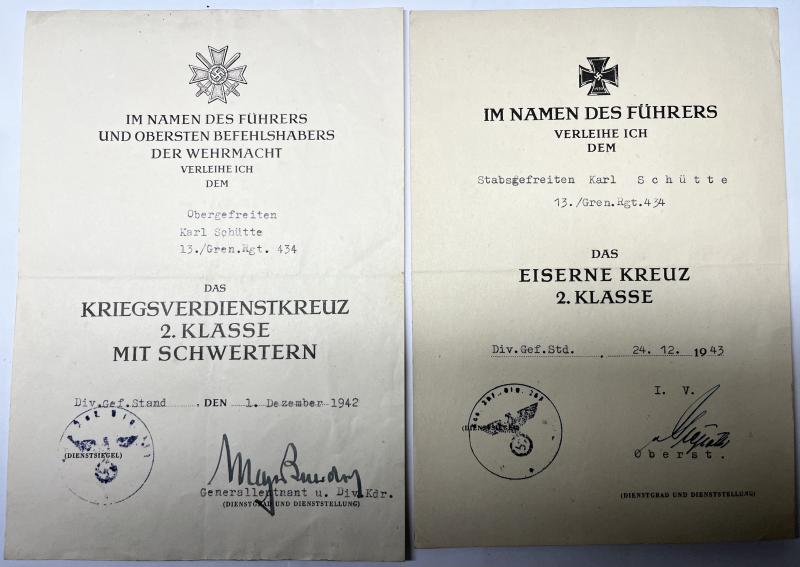 IM NAMEN DES FÜHRERS
UND OBERSTEN BEFEHLSHABERS
DER WEHRMACHT
VERLEIHE ICH
DEM
Obergefreiten
Karl Schütte
13./Gren.Rgt. 434
DAS
KRIEGSVERDIENSTKREUZ
2. KLASSE
MIT SCHWERTERN
Div.Gef.Stand, DEN 1. Dezember 1942
(DIENSTSIEGEL)
Generalleutnant u. Div.Kdr.
(DIENSTGRAD UND DIENSTSTELLUNG)
IM NAMEN DES FÜHRERS
VERLEIHE ICH
DEM
Stabsgefreiten Karl Schütte
13./Gren.Rgt.434
DAS
EISERNE KREUZ
2. KLASSE
Div.Gef.Std. , 24. 12. 1943
I. V.
(DIENSTSIEGEL)
Oberst.
(DIENSTGRAD UND DIENSTSTELLUNG)